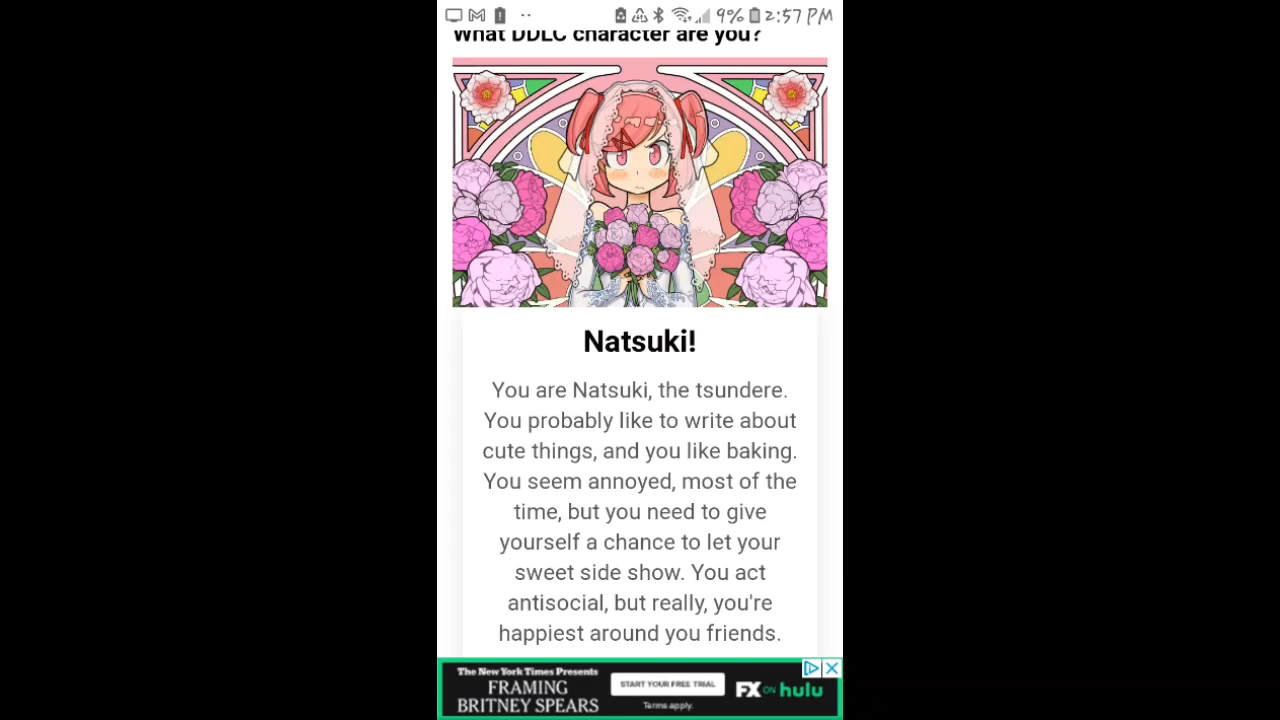 9% 2:57 PM
What DDLC character are you?
Natsuki!
You are Natsuki, the tsundere.
You probably like to write about
cute things, and you like baking.
You seem annoyed, most of the
time, but you need to give
yourself a chance to let your
sweet side show. You act
antisocial, but really, you're
happiest around you friends.
The New York Times Presents
FRAMING
BRITNEY SPEARS
START YOUR FREE TRIAL
Terms apply.
FX ON hulu